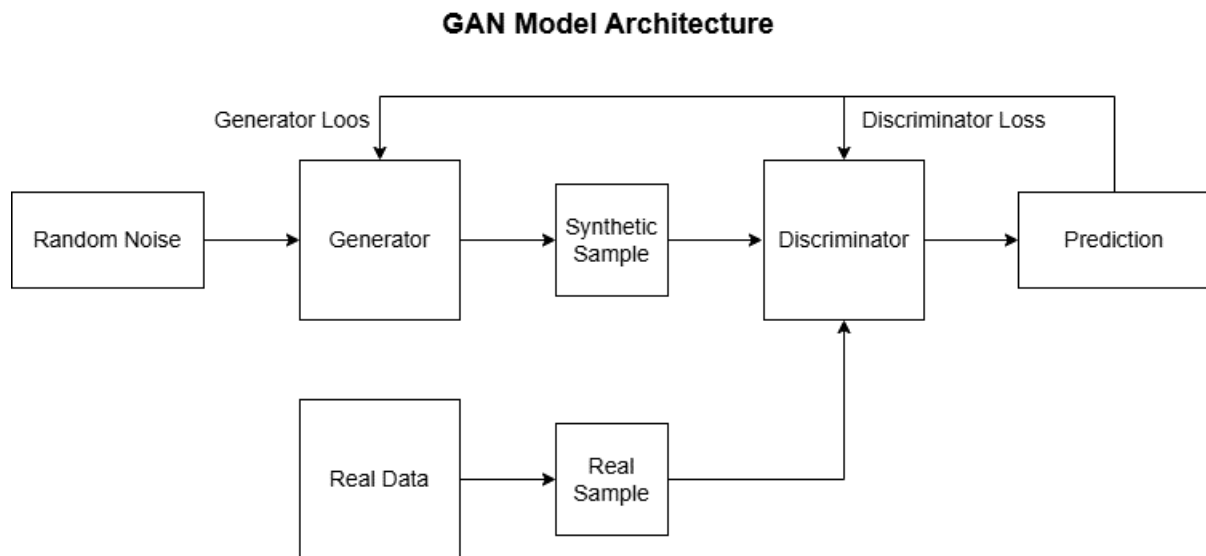 GAN Model Architecture
Generator Loos
Discriminator Loss
Random Noise
Generator
Synthetic
Sample
Discriminator
Prediction
Real Data
Real
Sample